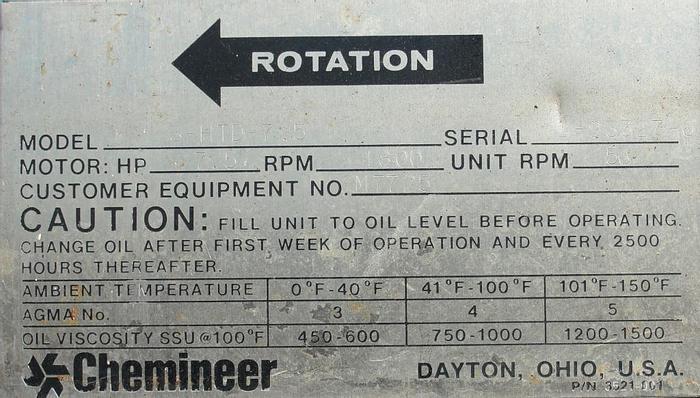 ROTATION
MODEL SERIAL
MOTOR: HP RPM 1800 UNIT RPM
CUSTOMER EQUIPMENT NO.
CAUTION: FILL UNIT TO OIL LEVEL BEFORE OPERATING.
CHANGE OIL AFTER FIRST WEEK OF OPERATION AND EVERY 2500
HOURS THEREAFTER.
AMBIENT TEMPERATURE 0°F-40°F 41°F-100°F 101°F-150°F
AGMA No. 3 4 5
OIL VISCOSITY SSU @100°F 450-600 750-1000 1200-1500
Chemineer DAYTON, OHIO, U.S.A.
P/N 3521-001